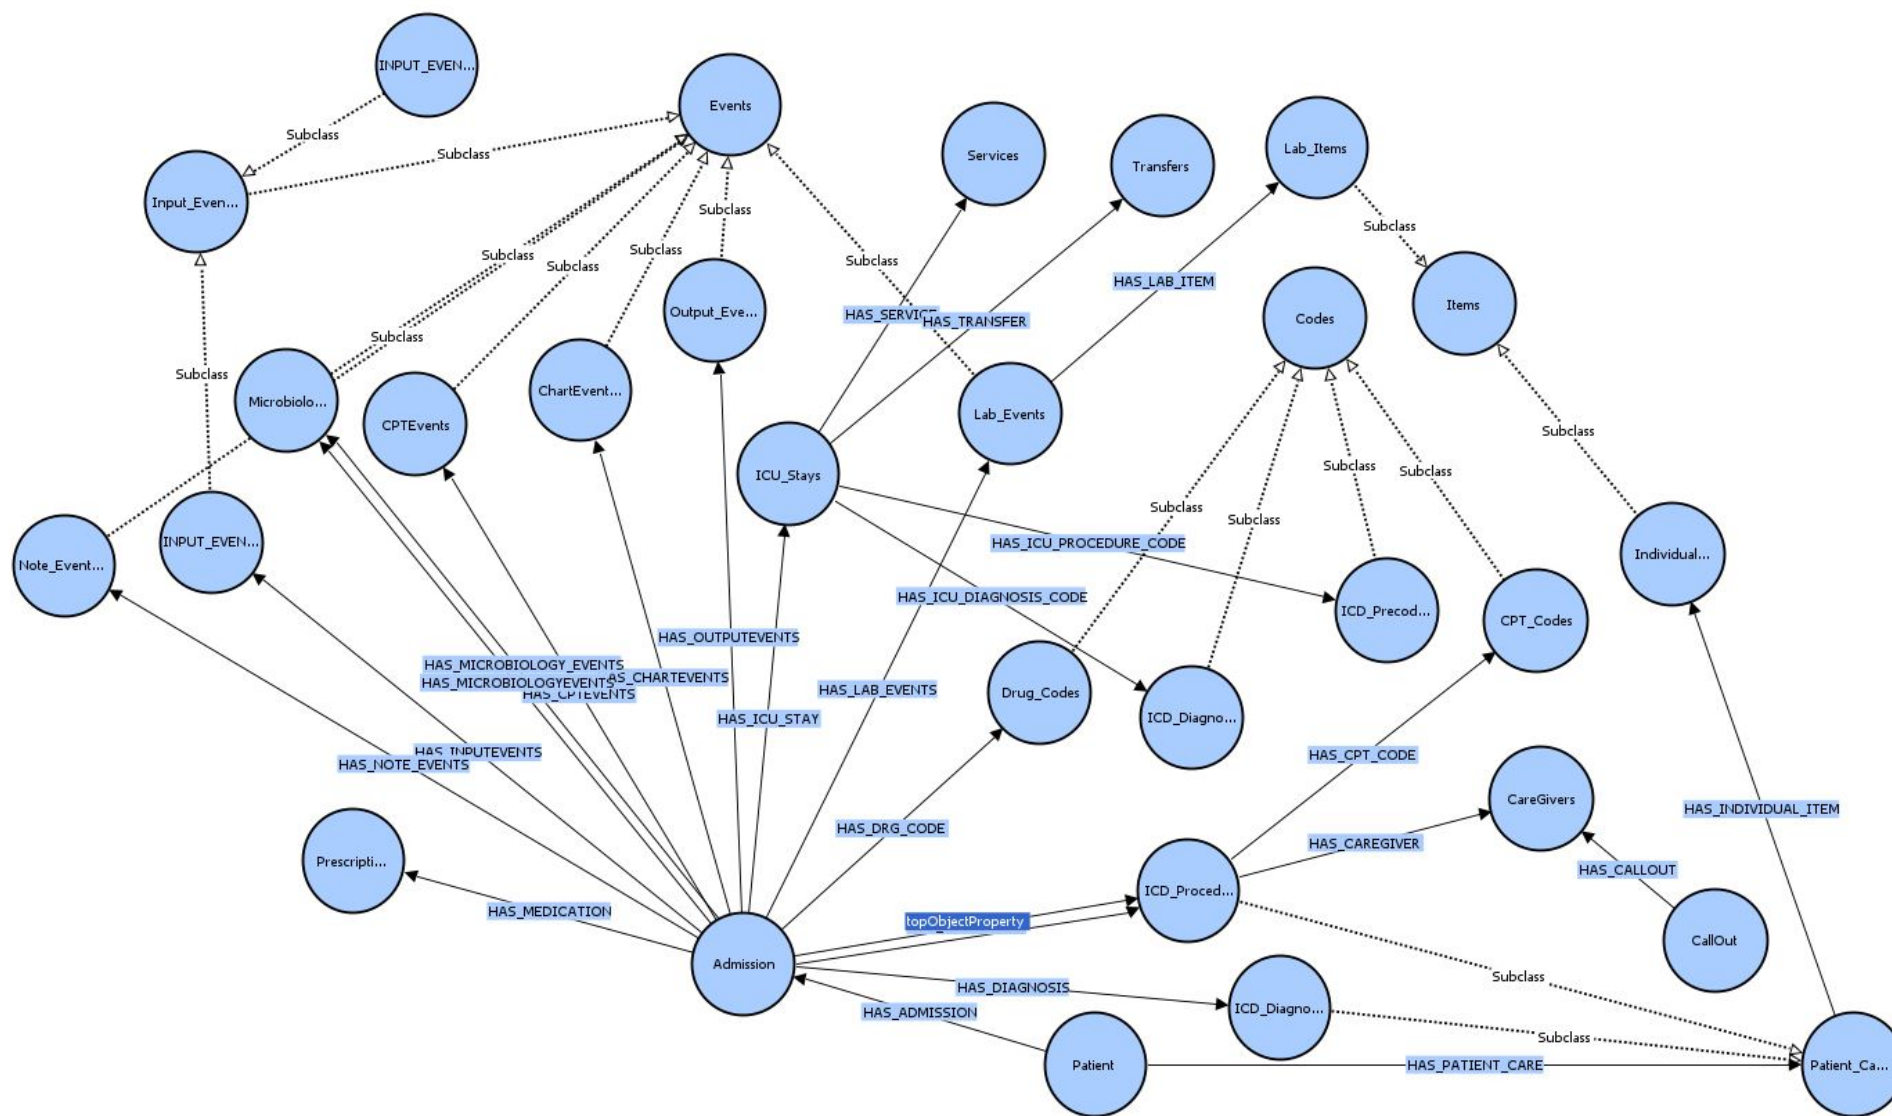 INPUT_EVEN...
Events
Subclass
Services
Lab_Items
Subclass
Transfers
Input_Even...
Subclass
Subclass
Subclass
Subclass
Subclass
Subclass
HAS_LAB_ITEM
Items
Output_Eve...
HAS_SERVICE
HAS_TRANSFER
Codes
Subclass
Subclass
ChartEvent...
Microbiolo...
CPTEvents
Lab_Events
Subclass
ICU_Stays
Subclass
Subclass
Subclass
Subclass
INPUT_EVEN...
HAS_ICU_PROCEDURE_CODE
Individual...
Note_Event...
HAS_ICU_DIAGNOSIS_CODE
ICD_Precod...
CPT_Codes
HAS_OUTPUTEVENTS
HAS_MICROBIOLOGY_EVENTS
AS_CHARTEVENTS
HAS_MICROBIOLOGYEVENTS
HAS_CPTEVENTS
HAS_LAB_EVENTS
Drug_Codes
HAS_ICU_STAY
ICD_Diagno...
HAS_INPUTEVENTS
HAS_NOTE_EVENTS
HAS_CPT_CODE
CareGivers
HAS_INDIVIDUAL_ITEM
HAS_DRG_CODE
HAS_CAREGIVER
Prescripti...
HAS_CALLOUT
ICD_Proced...
HAS_MEDICATION
topObjectProperty
CallOut
Admission
Subclass
HAS_DIAGNOSIS
ICD_Diagno...
HAS_ADMISSION
Subclass
Patient
HAS_PATIENT_CARE
Patient_Ca...